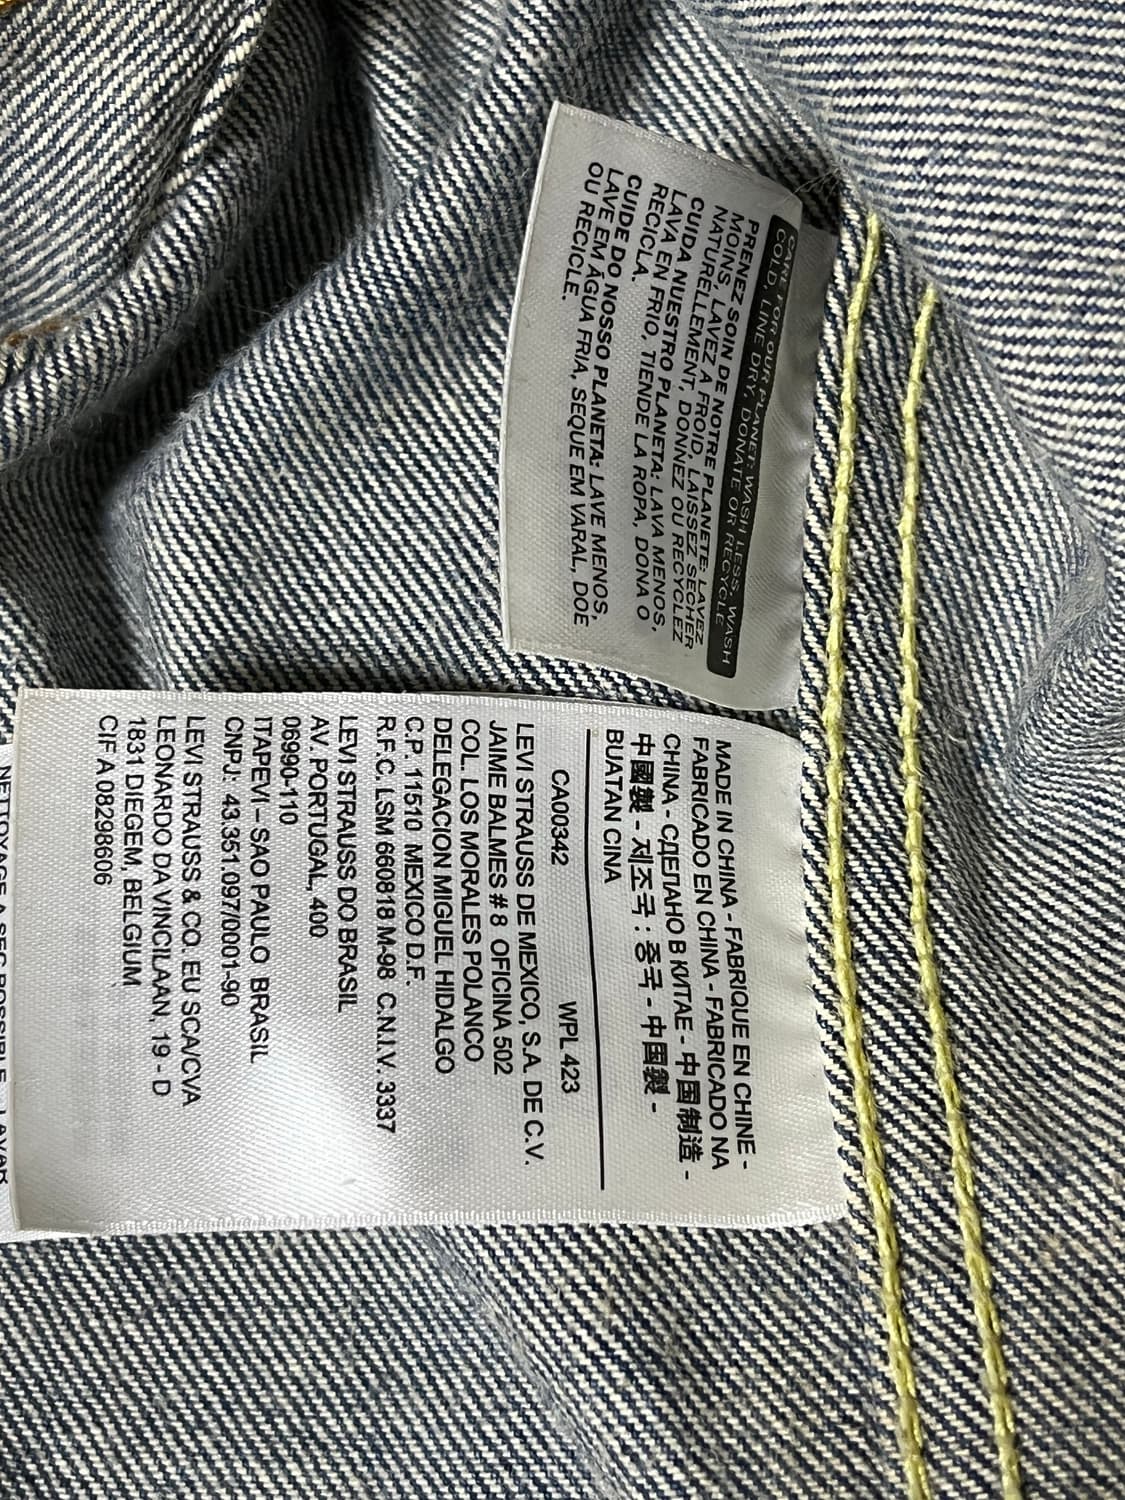 CARE FOR OUR PLANET: WASH LESS, WASH
COLD, LINE DRY, DONATE OR RECYCLE
PRENEZ SOIN DE NOTRE PLANETE: LAVEZ
MOINS, LAVEZ A FROID, LAISSEZ SECHER
NATURELLEMENT, DONNEZ OU RECYCLEZ
CUIDA NUESTRO PLANETA: LAVA MENOS,
LAVA EN FRIO, TIENDE LA ROPA, DONA O
RECICLA.
CUIDE DO NOSSO PLANETA: LAVE MENOS,
LAVE EM ÁGUA FRIA, SEQUE EM VARAL, DOE
OU RECICLE.
MADE IN CHINA - FABRIQUE EN CHINE -
FABRICADO EN CHINA - FABRICADO NA
CHINA - СДЕПАНО В КИТАЕ - 中国制造 -
中國製 - 제조국 : 중국 - 中国製 -
BUATAN CINA
CA00342 WPL 423
LEVI STRAUSS DE MEXICO, S.A. DE C.V.
JAIME BALMES # 8 OFICINA 502
COL. LOS MORALES POLANCO
DELEGACION MIGUEL HIDALGO
C.P. 11510 MEXICO D.F.
R.F.C. LSM 660818 M-98 C.N.I.V. 3337
LEVI STRAUSS DO BRASIL
AV. PORTUGAL, 400
06990-110
ITAPEVI – SAO PAULO BRASIL
CNPJ: 43.351.097/0001-90
LEVI STRAUSS & CO. EU SCA/CVA
LEONARDO DA VINCILAAN, 19 - D
1831 DIEGEM, BELGIUM
CIF A 08298606
NETTOYAGE A SEC POSSIBLE LAVAR